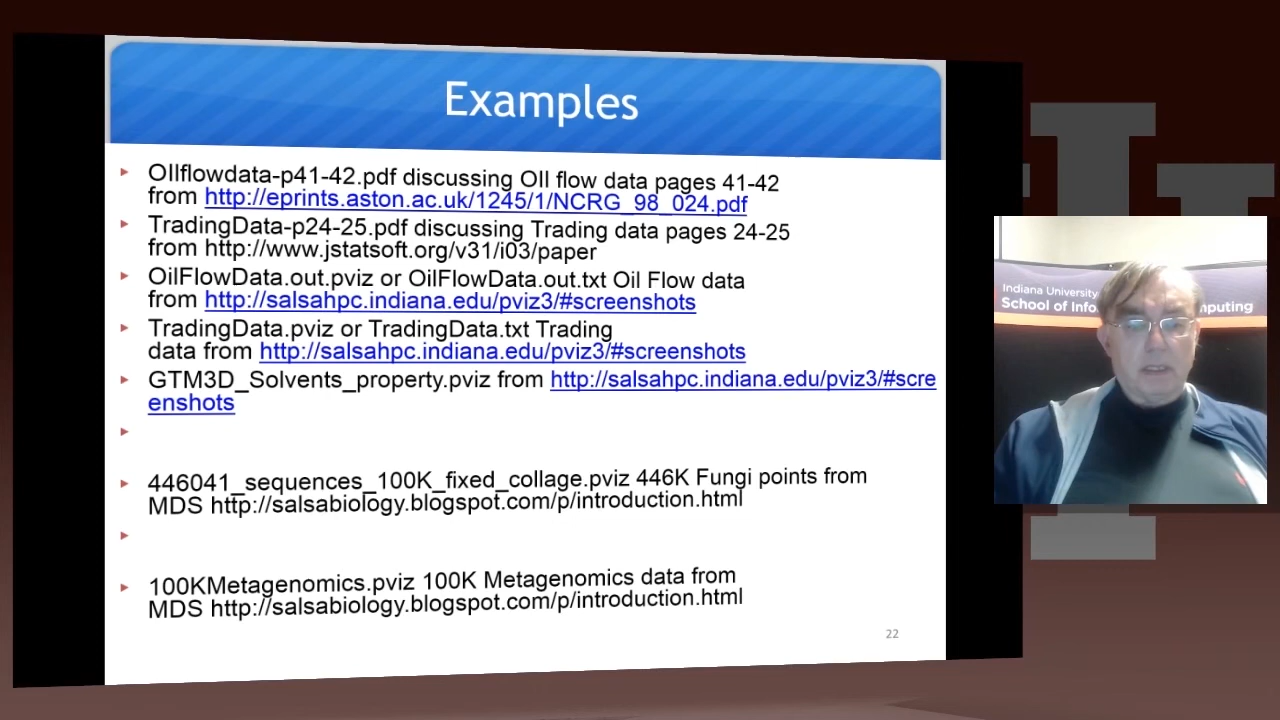 Examples
OIlflowdata-p41-42.pdf discussing OIl flow data pages 41-42
from http://eprints.aston.ac.uk/1245/1/NCRG_98_024.pdf
TradingData-p24-25.pdf discussing Trading data pages 24-25
from http://www.jstatsoft.org/v31/i03/paper
OilFlowData.out.pviz or OilFlowData.out.txt Oil Flow data
from http://salsahpc.indiana.edu/pviz3/#screenshots
TradingData.pviz or TradingData.txt Trading
data from http://salsahpc.indiana.edu/pviz3/#screenshots
GTM3D_Solvents_property.pviz from http://salsahpc.indiana.edu/pviz3/#scre
enshots
446041_sequences_100K_fixed_collage.pviz 446K Fungi points from
MDS http://salsabiology.blogspot.com/p/introduction.html
100KMetagenomics.pviz 100K Metagenomics data from
MDS http://salsabiology.blogspot.com/p/introduction.html
22
Indiana University
School of